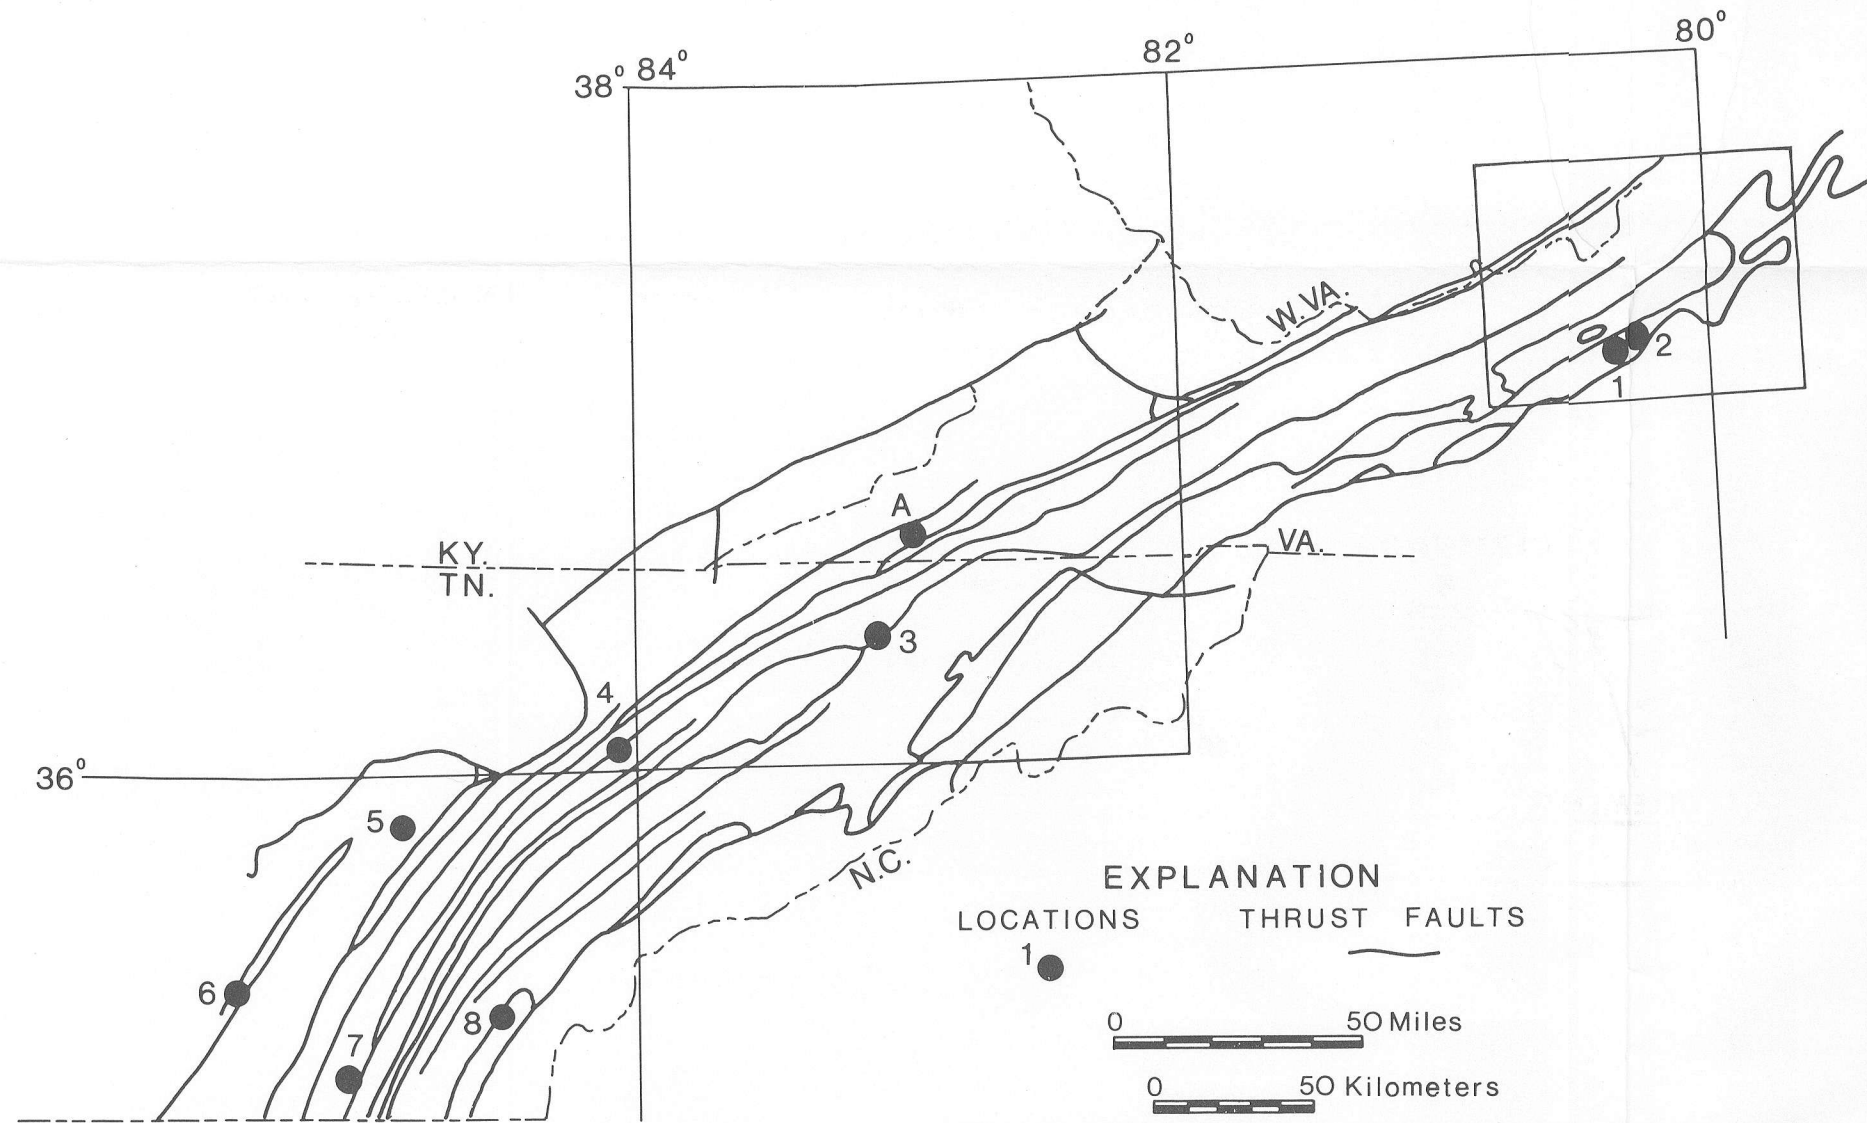 80°
82°
38° 84°
W.VA.
2
1
A
VA.
KY.
TN.
3
4
36°
5
N.C.
EXPLANATION
LOCATIONS THRUST FAULTS
1
6
8
7
0 50 Miles
0 50 Kilometers